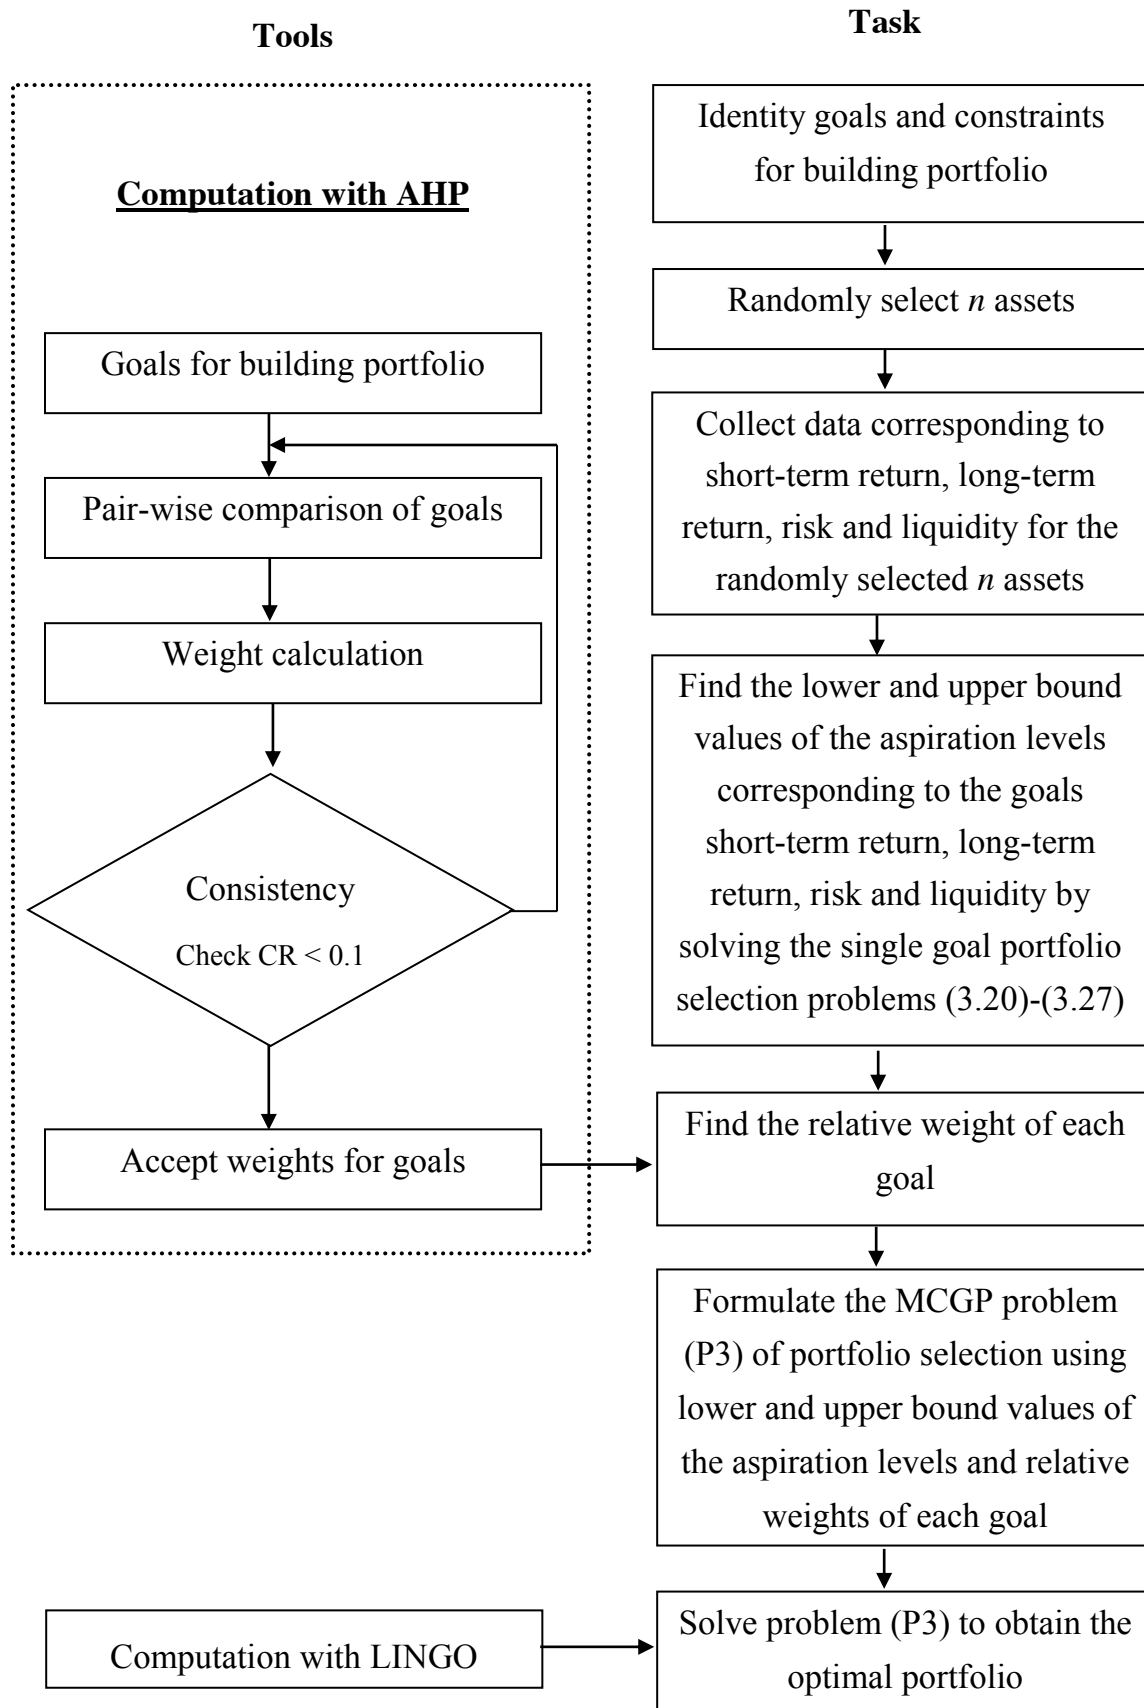 Tools
Computation with AHP
Goals for building portfolio
Pair-wise comparison of goals
Weight calculation
Consistency
Check CR < 0.1
Accept weights for goals
Computation with LINGO
Task
Identity goals and constraints
for building portfolio
Randomly select n assets
Collect data corresponding to
short-term return, long-term
return, risk and liquidity for the
randomly selected n assets
Find the lower and upper bound
values of the aspiration levels
corresponding to the goals
short-term return, long-term
return, risk and liquidity by
solving the single goal portfolio
selection problems (3.20)-(3.27)
Find the relative weight of each
goal
Formulate the MCGP problem
(P3) of portfolio selection using
lower and upper bound values of
the aspiration levels and relative
weights of each goal
Solve problem (P3) to obtain the
optimal portfolio